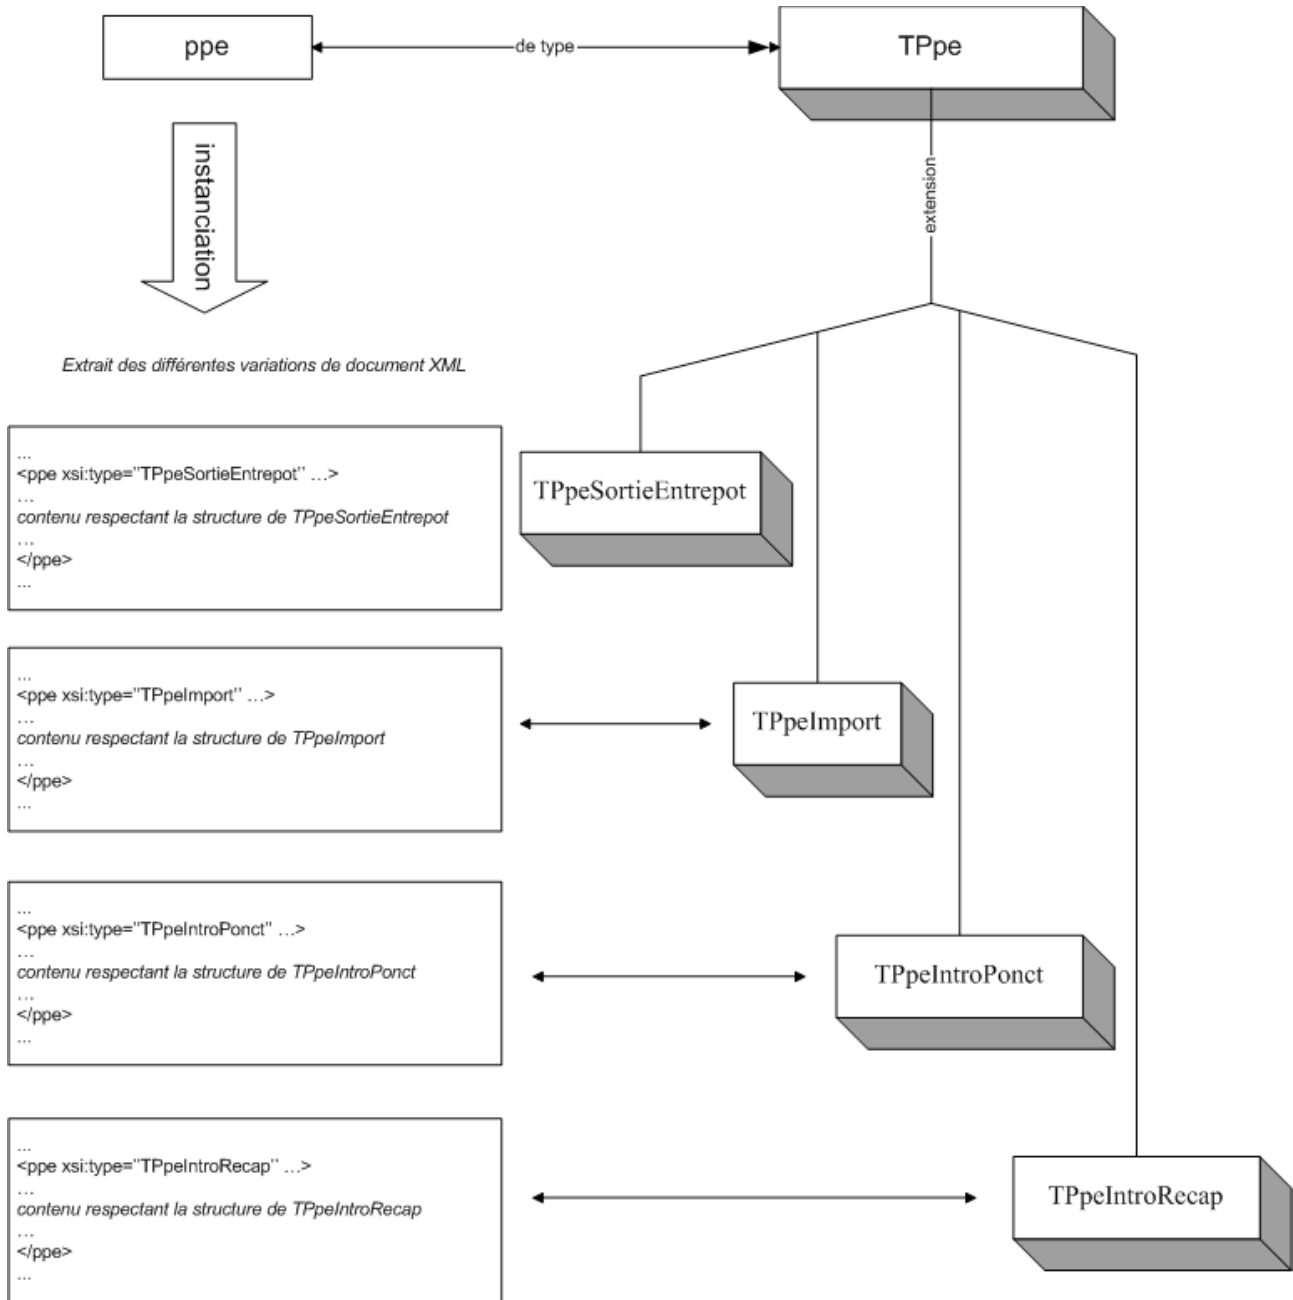 ppe
de type
TPpe
instanciation
extension
Extrait des différentes variations de document XML
...
<ppe xsi:type="TPpeSortieEntrepot" …>
…
contenu respectant la structure de TPpeSortieEntrepot
…
</ppe>
...
TPpeSortieEntrepot
...
<ppe xsi:type="TPpeImport" …>
…
contenu respectant la structure de TPpeImport
…
</ppe>
...
TPpeImport
...
<ppe xsi:type="TPpeIntroPonct" …>
…
contenu respectant la structure de TPpeIntroPonct
…
</ppe>
...
TPpeIntroPonct
...
<ppe xsi:type="TPpeIntroRecap" …>
…
contenu respectant la structure de TPpeIntroRecap
…
</ppe>
...
TPpeIntroRecap